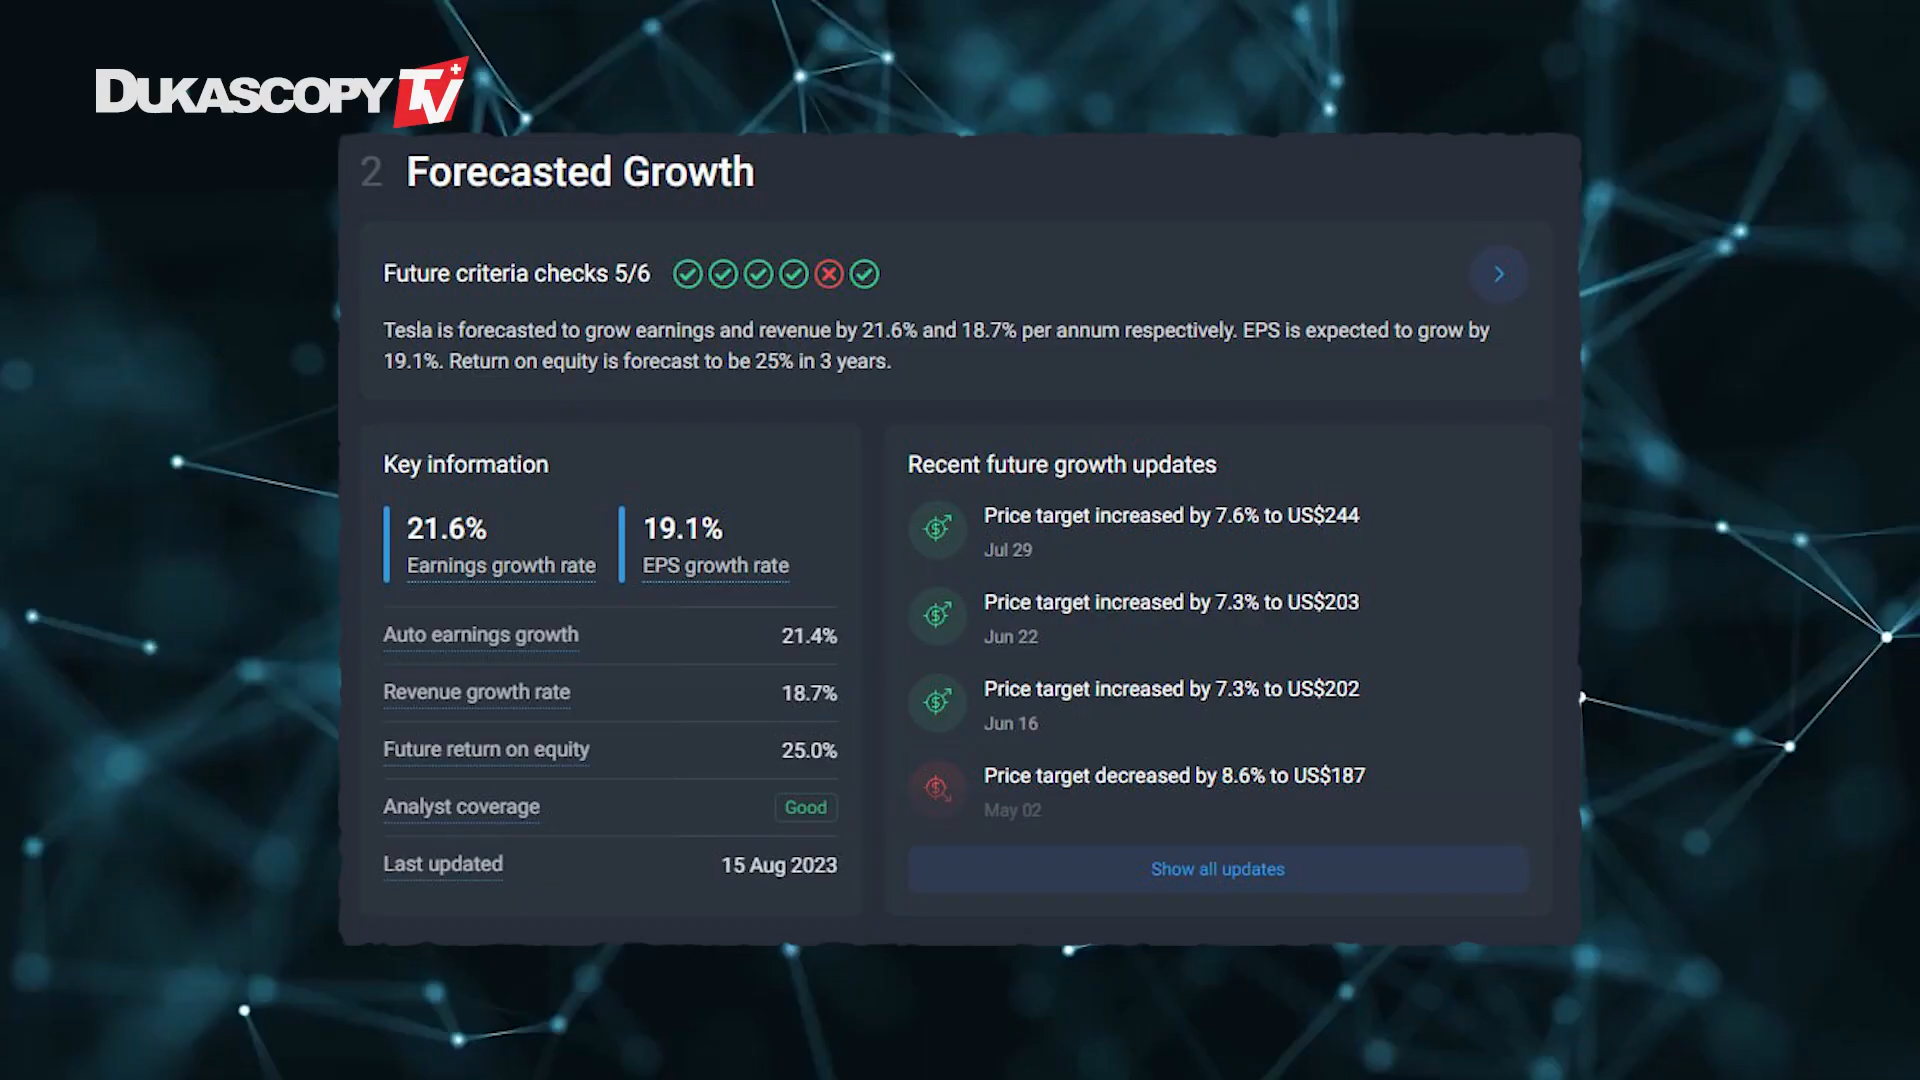 DUKASCOPY TV
2 Forecasted Growth
Future criteria checks 5/6
Tesla is forecasted to grow earnings and revenue by 21.6% and 18.7% per annum respectively. EPS is expected to grow by
19.1%. Return on equity is forecast to be 25% in 3 years.
Key information
21.6%
Earnings growth rate
19.1%
EPS growth rate
Auto earnings growth 21.4%
Revenue growth rate 18.7%
Future return on equity 25.0%
Analyst coverage Good
Last updated 15 Aug 2023
Recent future growth updates
Price target increased by 7.6% to US$244
Jul 29
Price target increased by 7.3% to US$203
Jun 22
Price target increased by 7.3% to US$202
Jun 16
Price target decreased by 8.6% to US$187
May 02
Show all updates